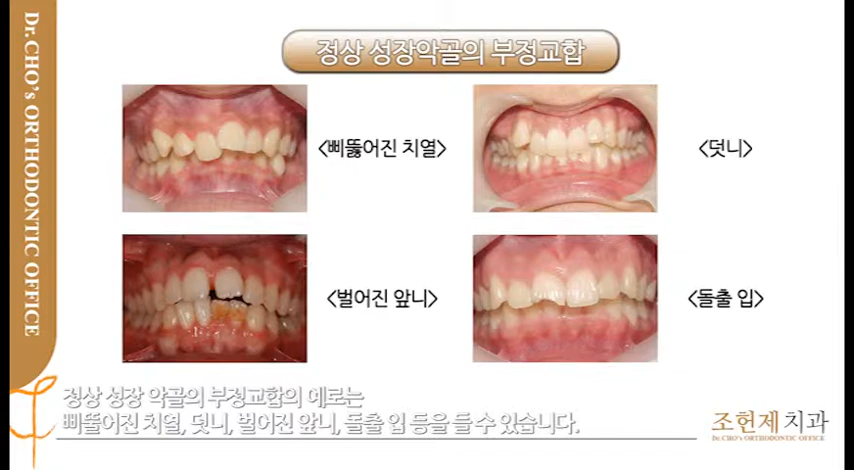 Dr. CHO's ORTHODONTIC OFFICE
정상 성장악골의 부정교합
<삐뚫어진 치열>
<덧니>
<벌어진 앞니>
<돌출 입>
정상 성장 악골의 부정교합의 예로는
삐뚫어진 치열, 덧니, 벌어진 앞니, 돌출 입 등을 들 수 있습니다.
조헌제치과
Dr. CHO's ORTHODONTIC OFFICE